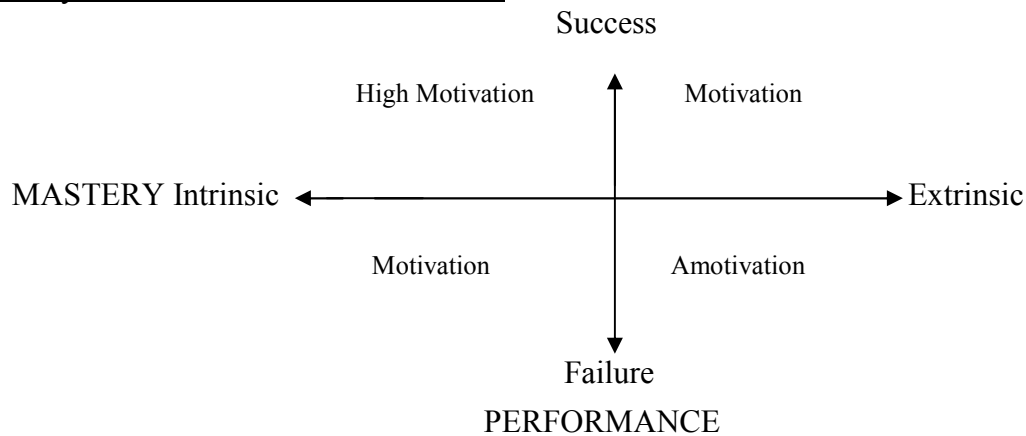 Success
High Motivation Motivation
MASTERY Intrinsic Extrinsic
Motivation Amotivation
Failure
PERFORMANCE